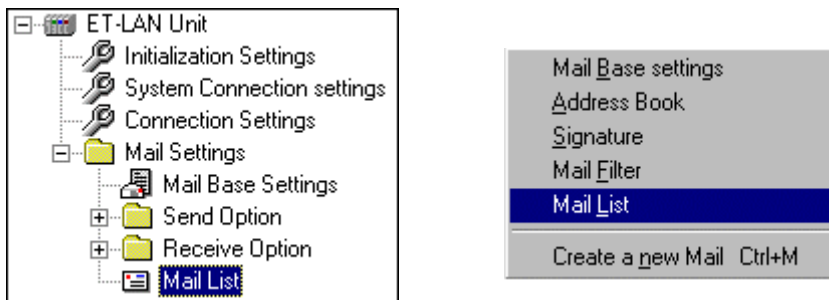 ET-LAN Unit
Initialization Settings
System Connection settings
Connection Settings
Mail Settings
Mail Base Settings
Send Option
Receive Option
Mail List
Mail Base settings
Address Book
Signature
Mail Filter
Mail List
Create a new Mail Ctrl+M